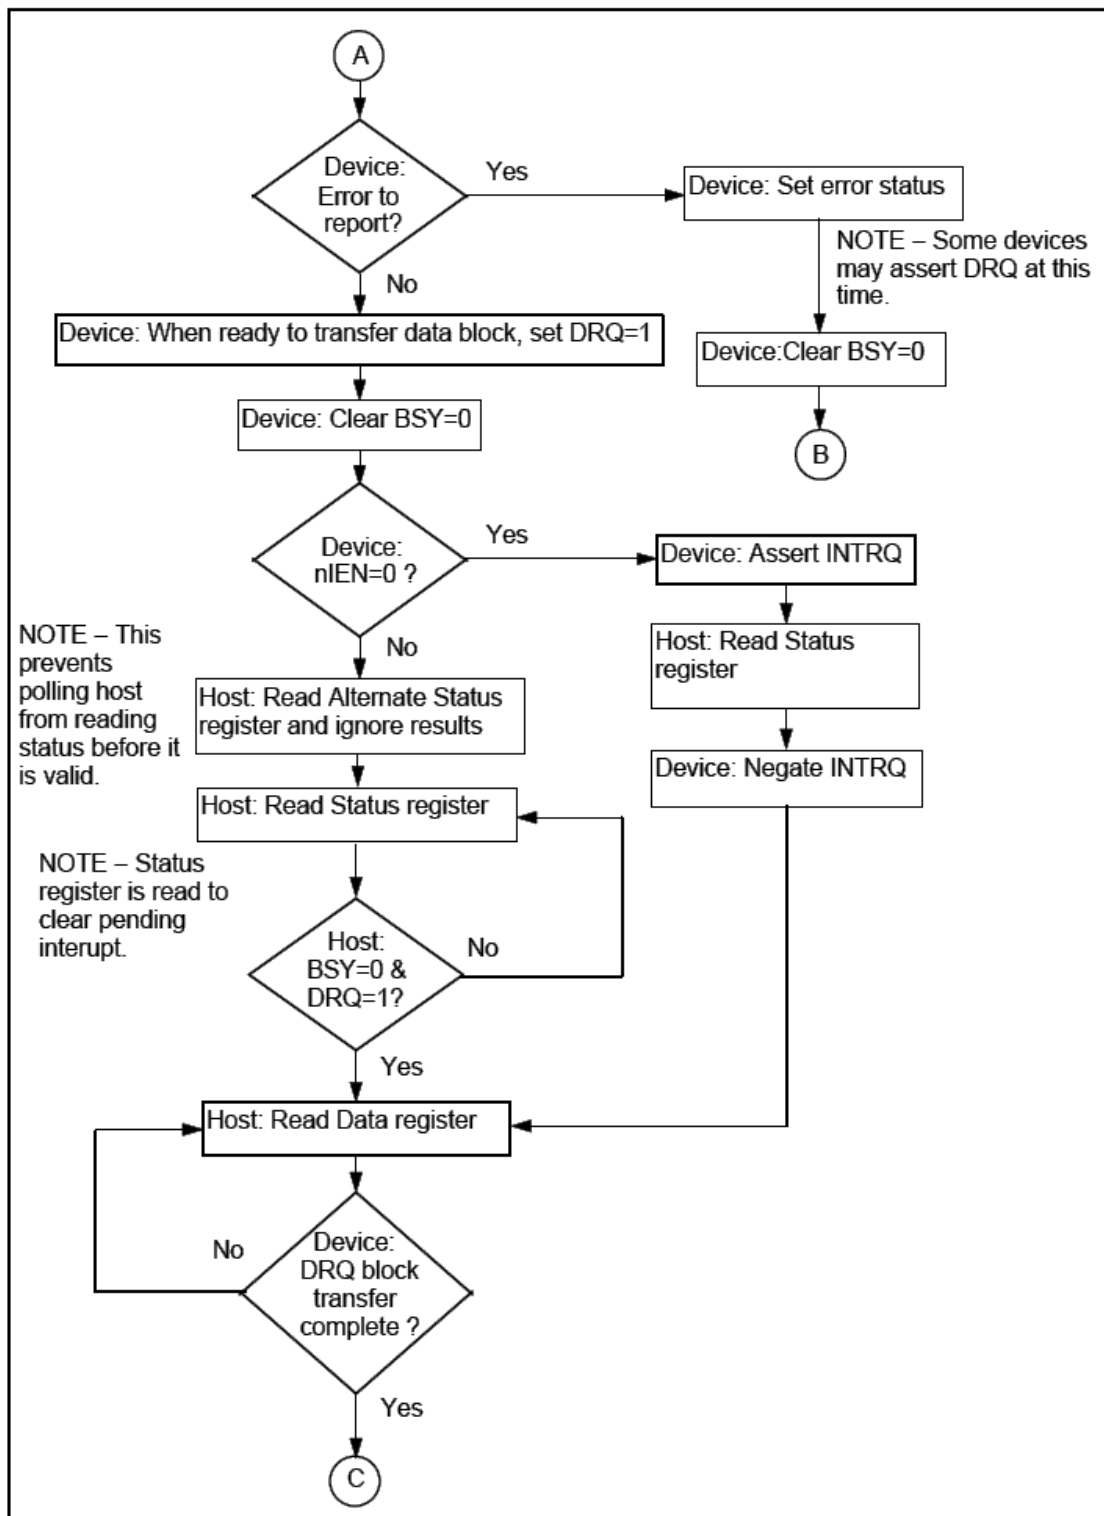 A
Device:
Error to
report?
Yes
Device: Set error status
NOTE – Some devices
may assert DRQ at this
time.
No
Device: When ready to transfer data block, set DRQ=1
Device:Clear BSY=0
Device: Clear BSY=0
B
Device:
nIEN=0 ?
Yes
Device: Assert INTRQ
No
Host: Read Status
register
NOTE – This
prevents
polling host
from reading
status before it
is valid.
Host: Read Alternate Status
register and ignore results
Device: Negate INTRQ
Host: Read Status register
NOTE – Status
register is read to
clear pending
interupt.
Host:
BSY=0 &
DRQ=1?
No
Yes
Host: Read Data register
Device:
DRQ block
transfer
complete ?
No
Yes
C